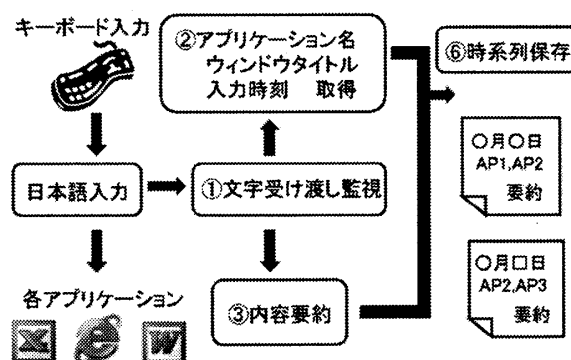 キーボード入力
②アプリケーション名
ウィンドウタイトル
入力時刻 取得
⑥時系列保存
日本語入力
①文字受け渡し監視
○月○日
AP1,AP2
要約
各アプリケーション
③内容要約
○月□日
AP2,AP3
要約
X
e
W